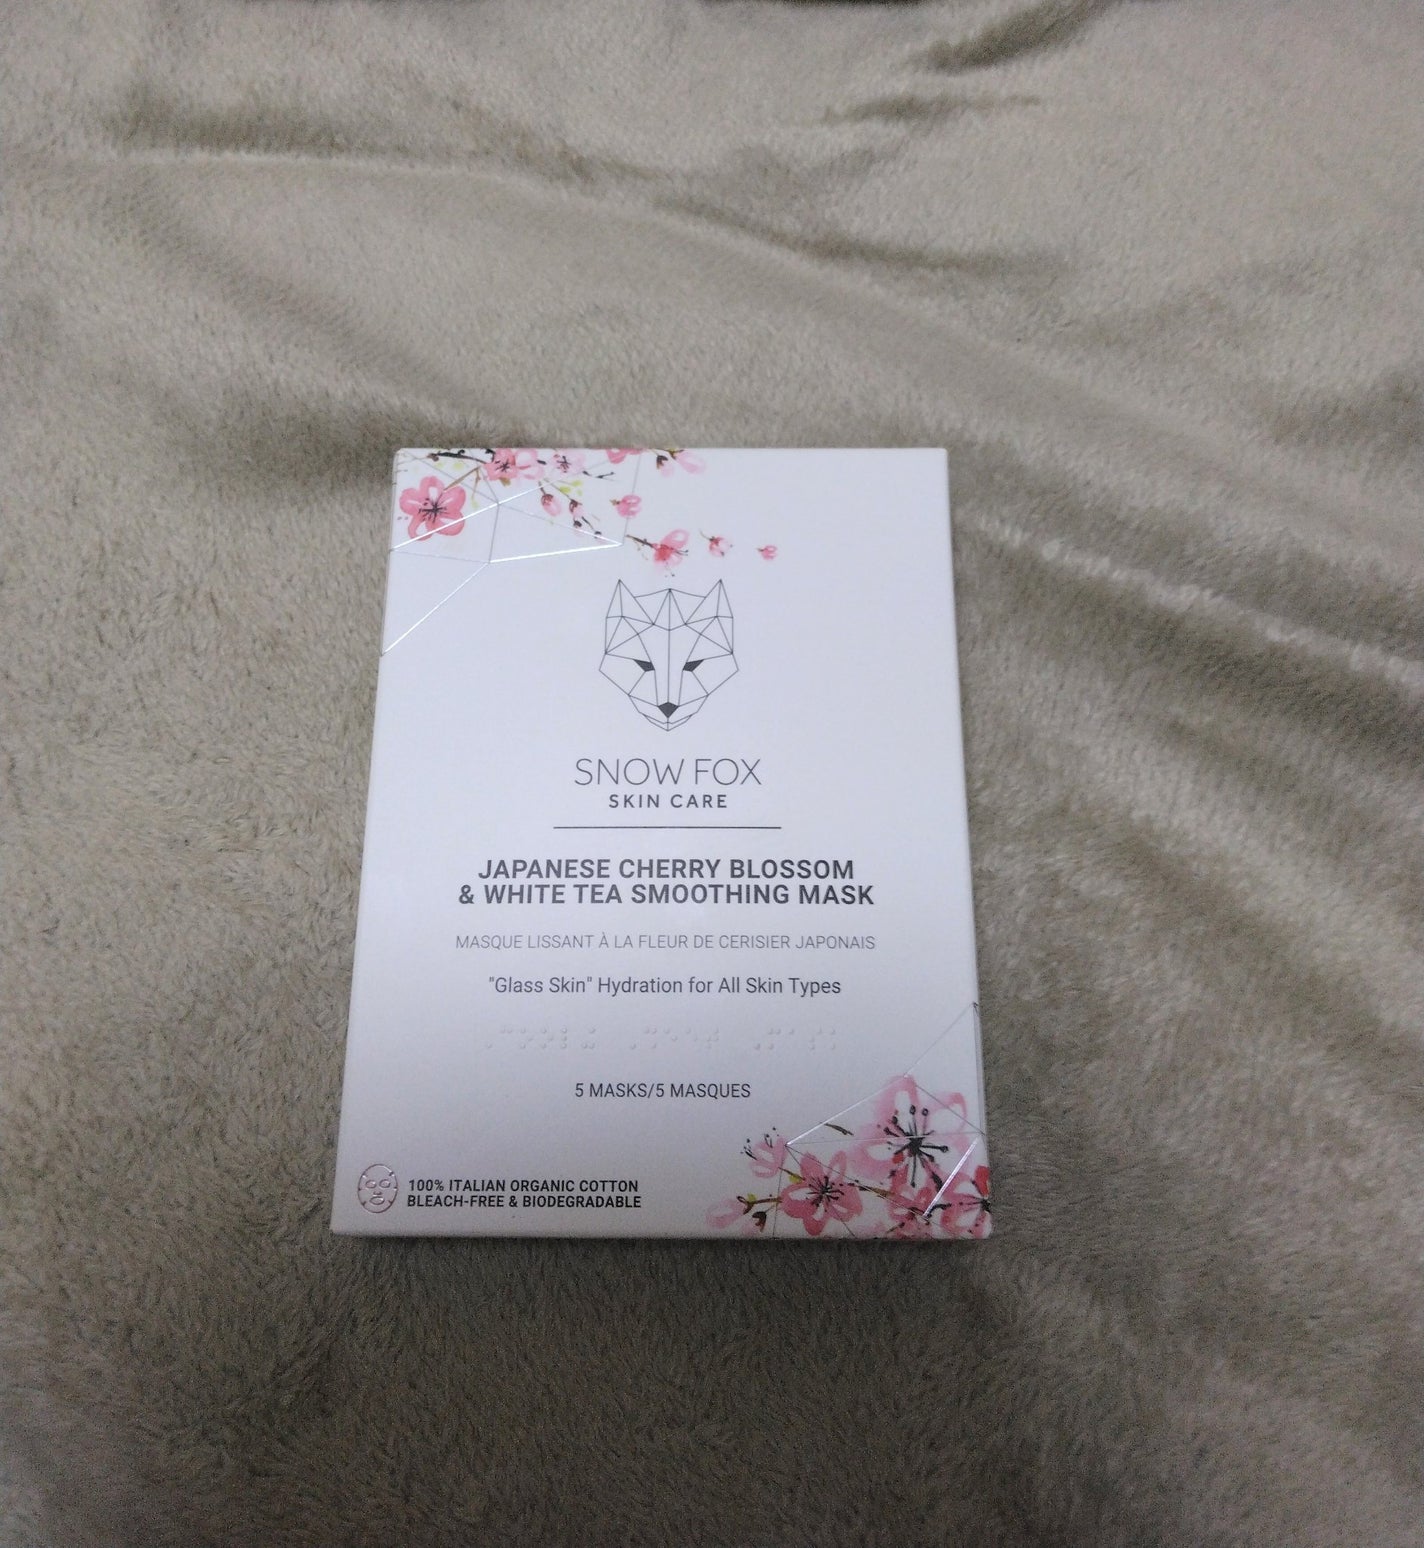 SNOW FOX
SKIN CARE
JAPANESE CHERRY BLOSSOM
& WHITE TEA SMOOTHING MASK
MASQUE LISSANT À LA FLEUR DE CERISIER JAPONAIS
"Glass Skin" Hydration for All Skin Types
5 MASKS/5 MASQUES
100% ITALIAN ORGANIC COTTON
BLEACH-FREE & BIODEGRADABLE